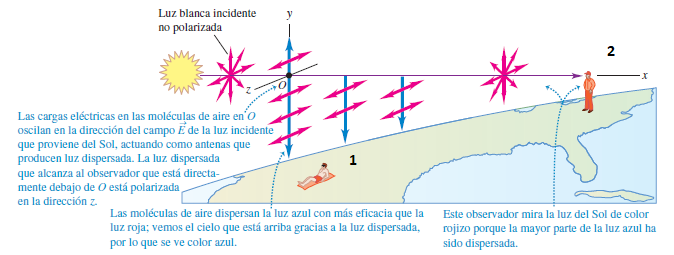 Luz blanca incidente
no polarizada
y
2
x
z
O
Las cargas eléctricas en las moléculas de aire en O
oscilan en la dirección del campo E⃗ de la luz incidente
que proviene del Sol, actuando como antenas que
producen luz dispersada. La luz dispersada
que alcanza al observador que está directa-
mente debajo de O está polarizada
en la dirección z.
1
Las moléculas de aire dispersan la luz azul con más eficacia que la
luz roja; vemos el cielo que está arriba gracias a la luz dispersada,
por lo que se ve color azul.
Este observador mira la luz del Sol de color
rojizo porque la mayor parte de la luz azul ha
sido dispersada.